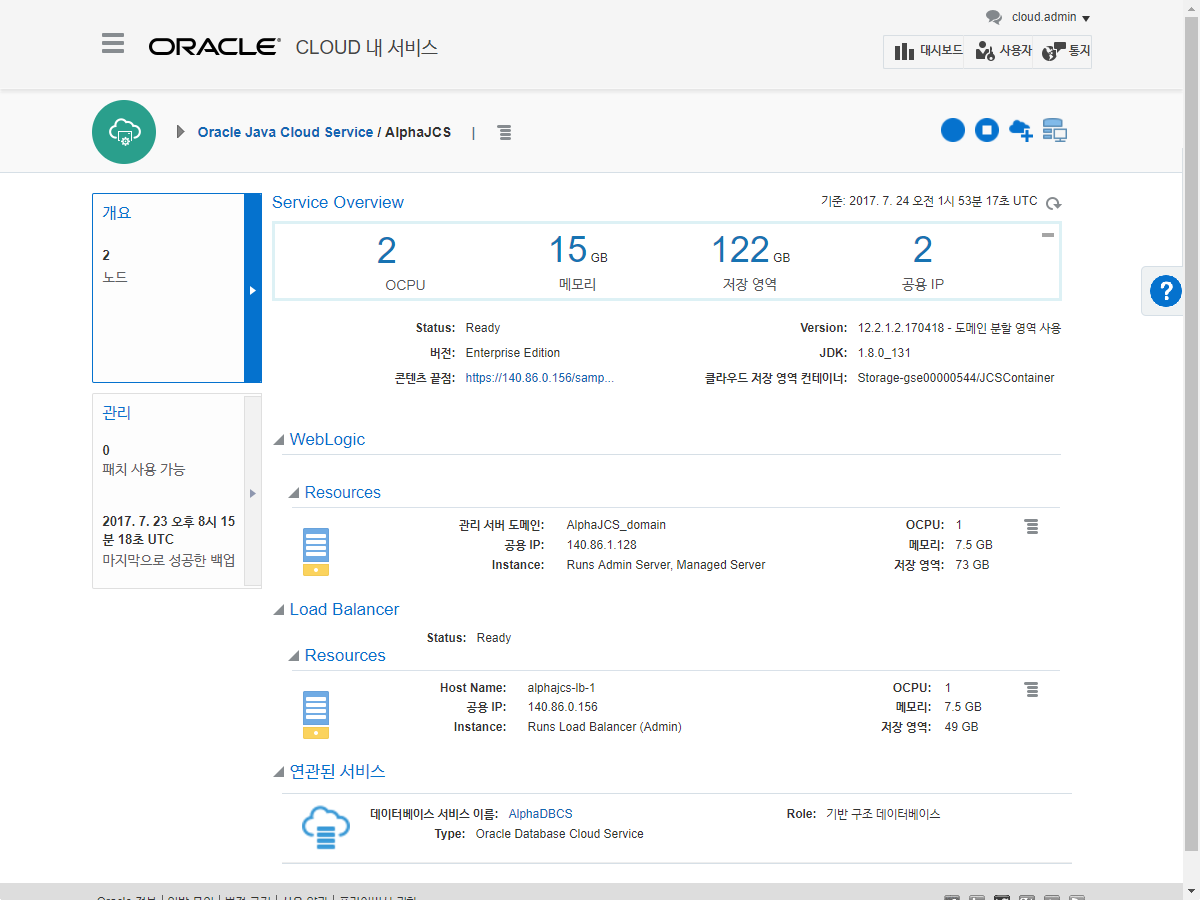 cloud.admin
ORACLE CLOUD 내 서비스
대시보드 사용자 통지
Oracle Java Cloud Service / AlphaJCS |
개요
2
노드
관리
0
패치 사용 가능
2017. 7. 23 오후 8시 15
분 18초 UTC
마지막으로 성공한 백업
Service Overview
기준: 2017. 7. 24 오전 1시 53분 17초 UTC
2 15 GB 122 GB 2
OCPU 메모리 저장 영역 공용 IP
?
Status: Ready Version: 12.2.1.2.170418 - 도메인 분할 영역 사용
버전: Enterprise Edition JDK: 1.8.0_131
콘텐츠 끝점: https://140.86.0.156/samp... 클라우드 저장 영역 컨테이너: Storage-gse00000544/JCSContainer
WebLogic
Resources
관리 서버 도메인: AlphaJCS_domain OCPU: 1
공용 IP: 140.86.1.128 메모리: 7.5 GB
Instance: Runs Admin Server, Managed Server 저장 영역: 73 GB
Load Balancer
Status: Ready
Resources
Host Name: alphajcs-lb-1 OCPU: 1
공용 IP: 140.86.0.156 메모리: 7.5 GB
Instance: Runs Load Balancer (Admin) 저장 영역: 49 GB
연관된 서비스
데이터베이스 서비스 이름: AlphaDBCS Role: 기반 구조 데이터베이스
Type: Oracle Database Cloud Service